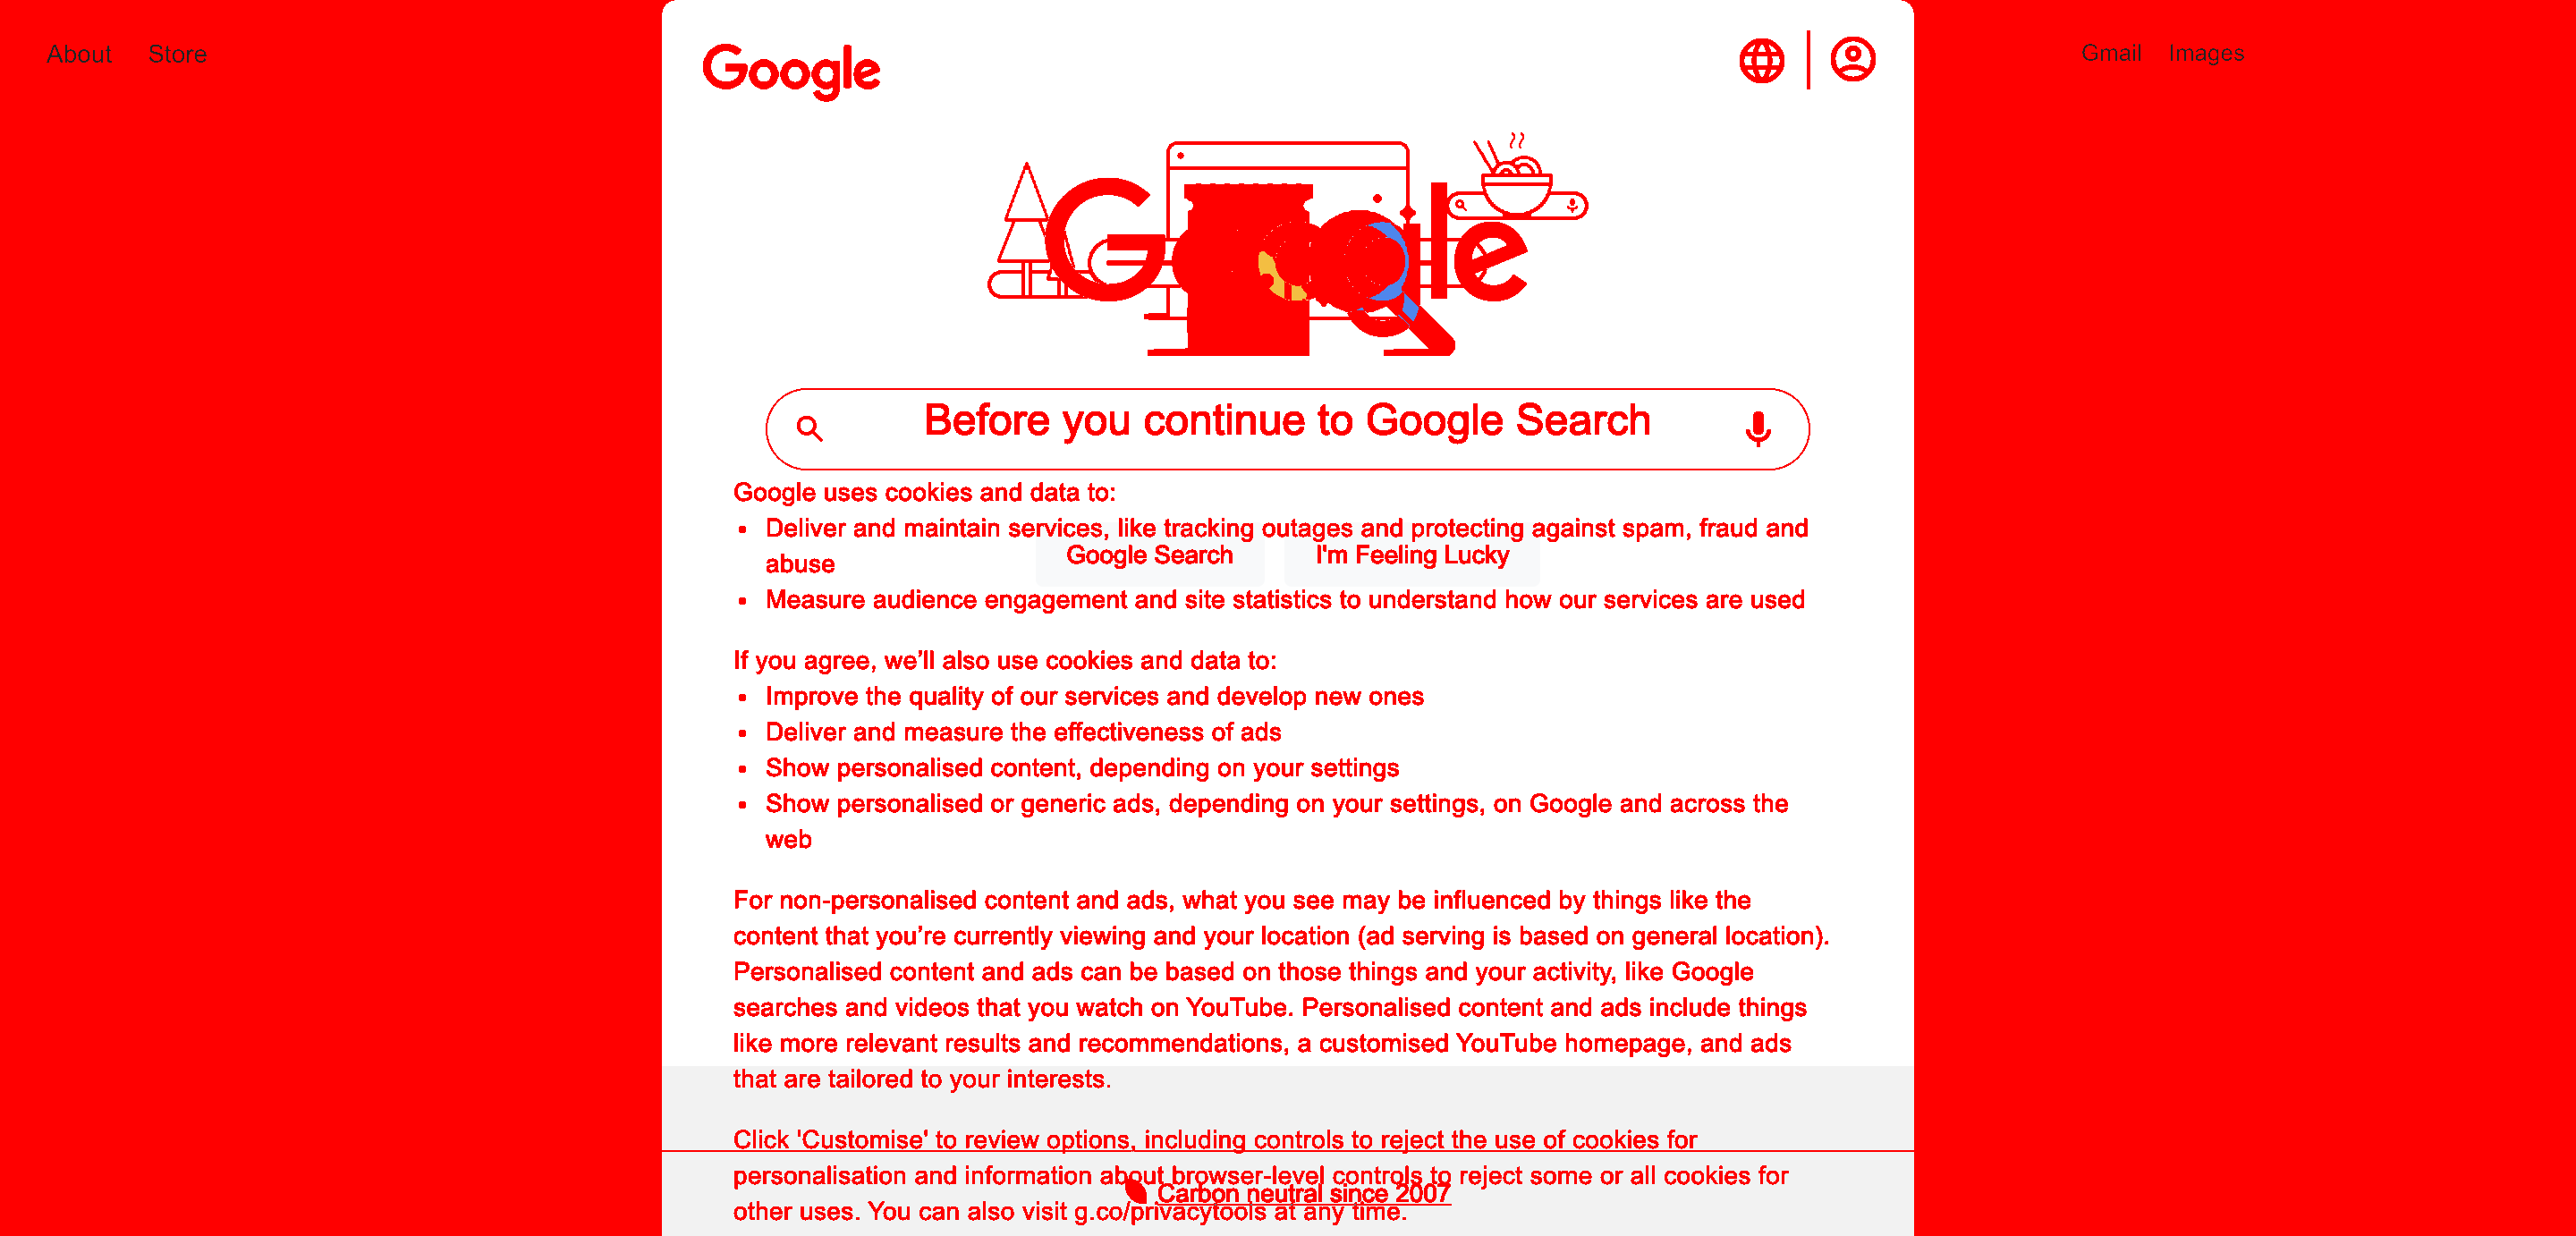 About Store
Gmail Images
Google
Google
Before you continue to Google Search
Google uses cookies and data to:
• Deliver and maintain services, like tracking outages and protecting against spam, fraud and
abuse
Google Search I'm Feeling Lucky
• Measure audience engagement and site statistics to understand how our services are used
If you agree, we’ll also use cookies and data to:
• Improve the quality of our services and develop new ones
• Deliver and measure the effectiveness of ads
• Show personalised content, depending on your settings
• Show personalised or generic ads, depending on your settings, on Google and across the
web
For non-personalised content and ads, what you see may be influenced by things like the
content that you’re currently viewing and your location (ad serving is based on general location).
Personalised content and ads can be based on those things and your activity, like Google
searches and videos that you watch on YouTube. Personalised content and ads include things
like more relevant results and recommendations, a customised YouTube homepage, and ads
that are tailored to your interests.
Click 'Customise' to review options, including controls to reject the use of cookies for
personalisation and information about browser-level controls to reject some or all cookies for
Carbon neutral since 2007
other uses. You can also visit g.co/privacytools at any time.